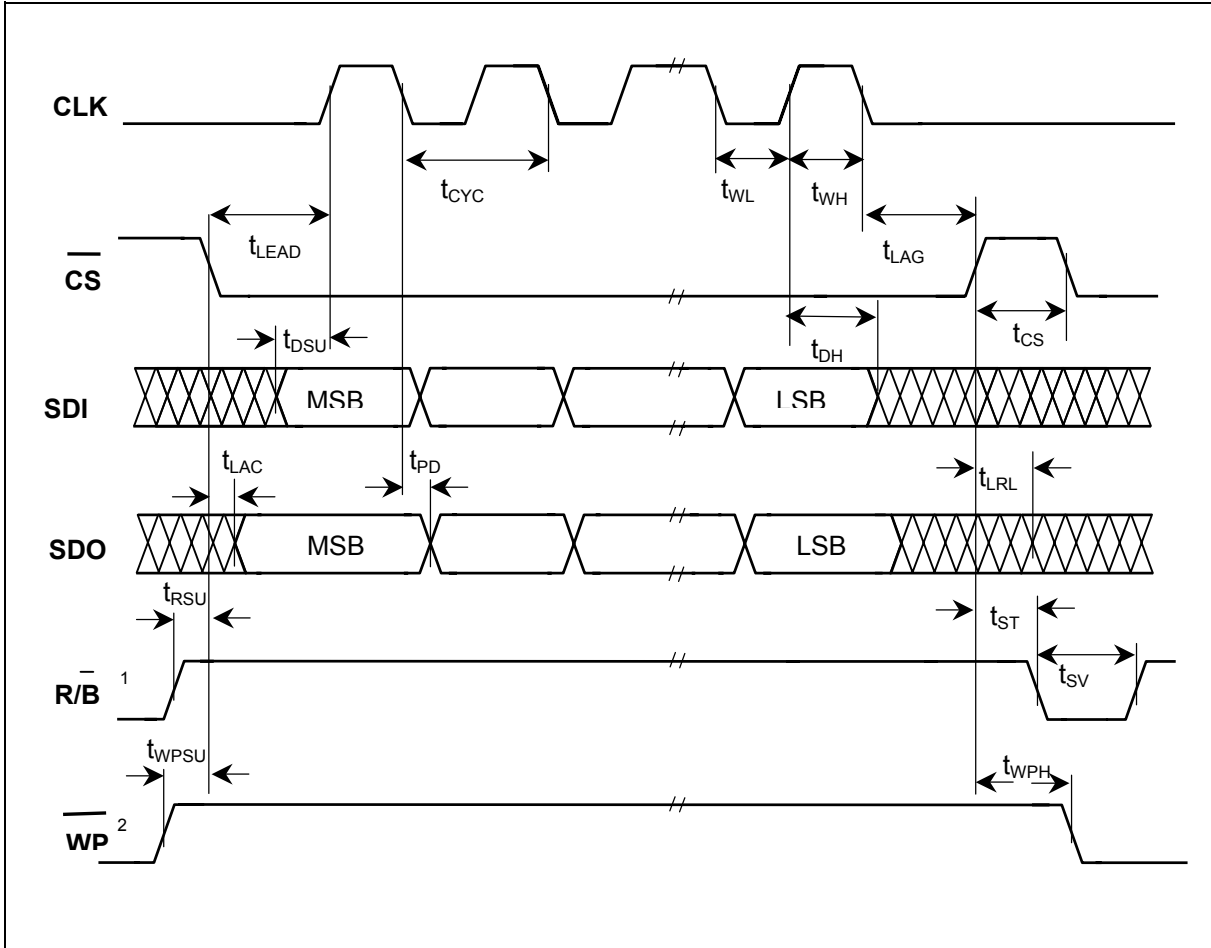 CLK
tCYC
tWL
tWH
tLEAD
tLAG
CS
tDSU
tDH
tCS
SDI
MSB
LSB
tLAC
tPD
tLRL
SDO
MSB
LSB
tRSU
tST
R/B 1
tSV
tWPSU
tWPH
WP 2